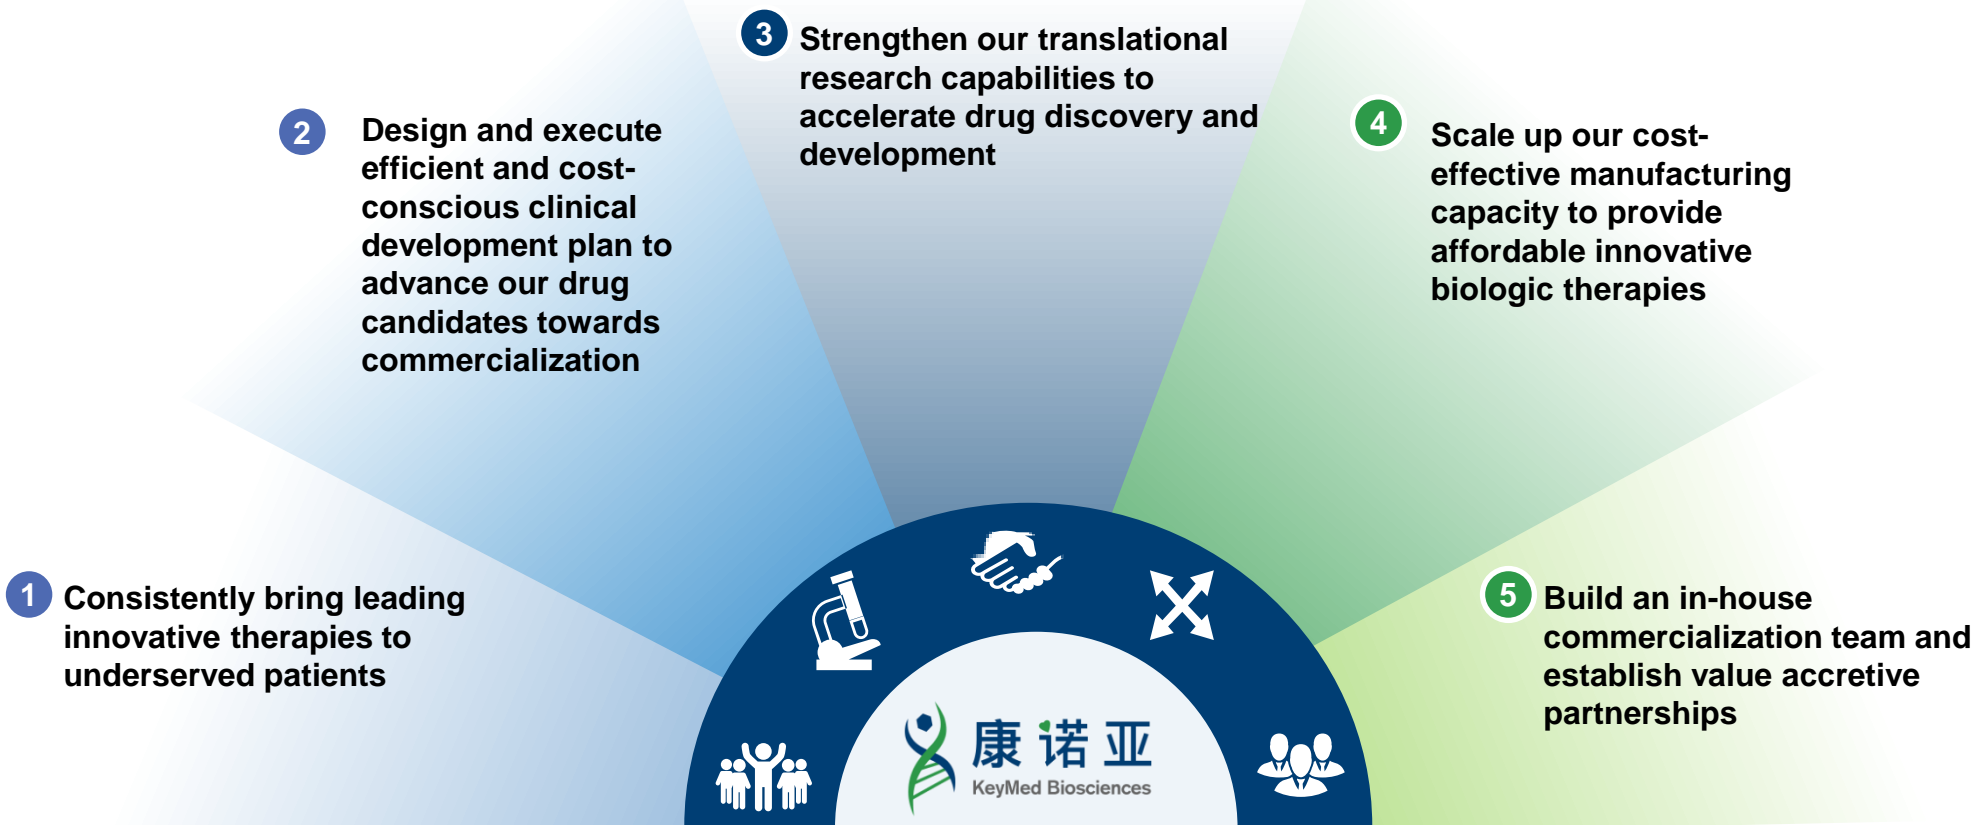 1
Consistently bring leading
innovative therapies to
underserved patients
2
Design and execute
efficient and cost-
conscious clinical
development plan to
advance our drug
candidates towards
commercialization
3
Strengthen our translational
research capabilities to
accelerate drug discovery and
development
4
Scale up our cost-
effective manufacturing
capacity to provide
affordable innovative
biologic therapies
5
Build an in-house
commercialization team and
establish value accretive
partnerships
康诺亚
KeyMed Biosciences